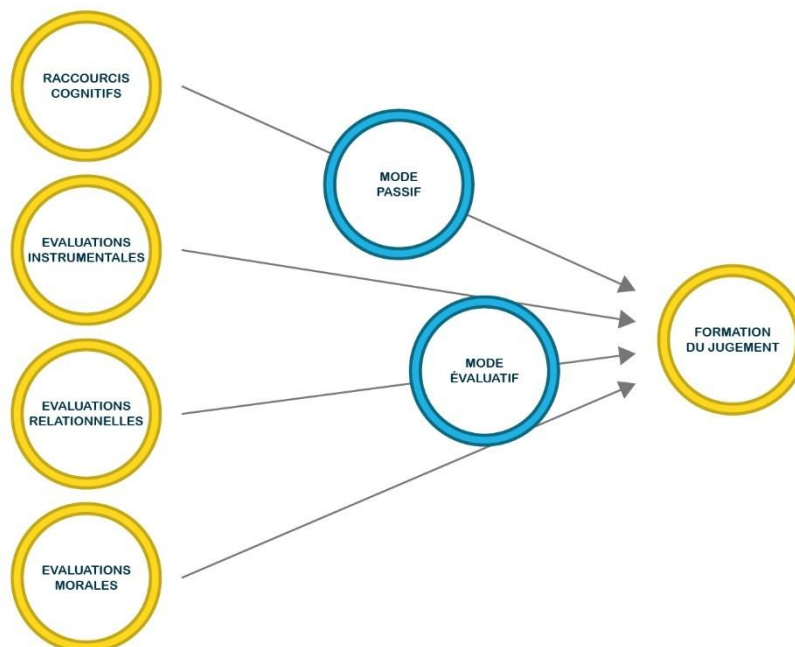 RACCOURCIS
COGNITIFS
MODE
PASSIF
EVALUATIONS
INSTRUMENTALES
FORMATION
DU JUGEMENT
MODE
ÉVALUATIF
EVALUATIONS
RELATIONNELLES
EVALUATIONS
MORALES